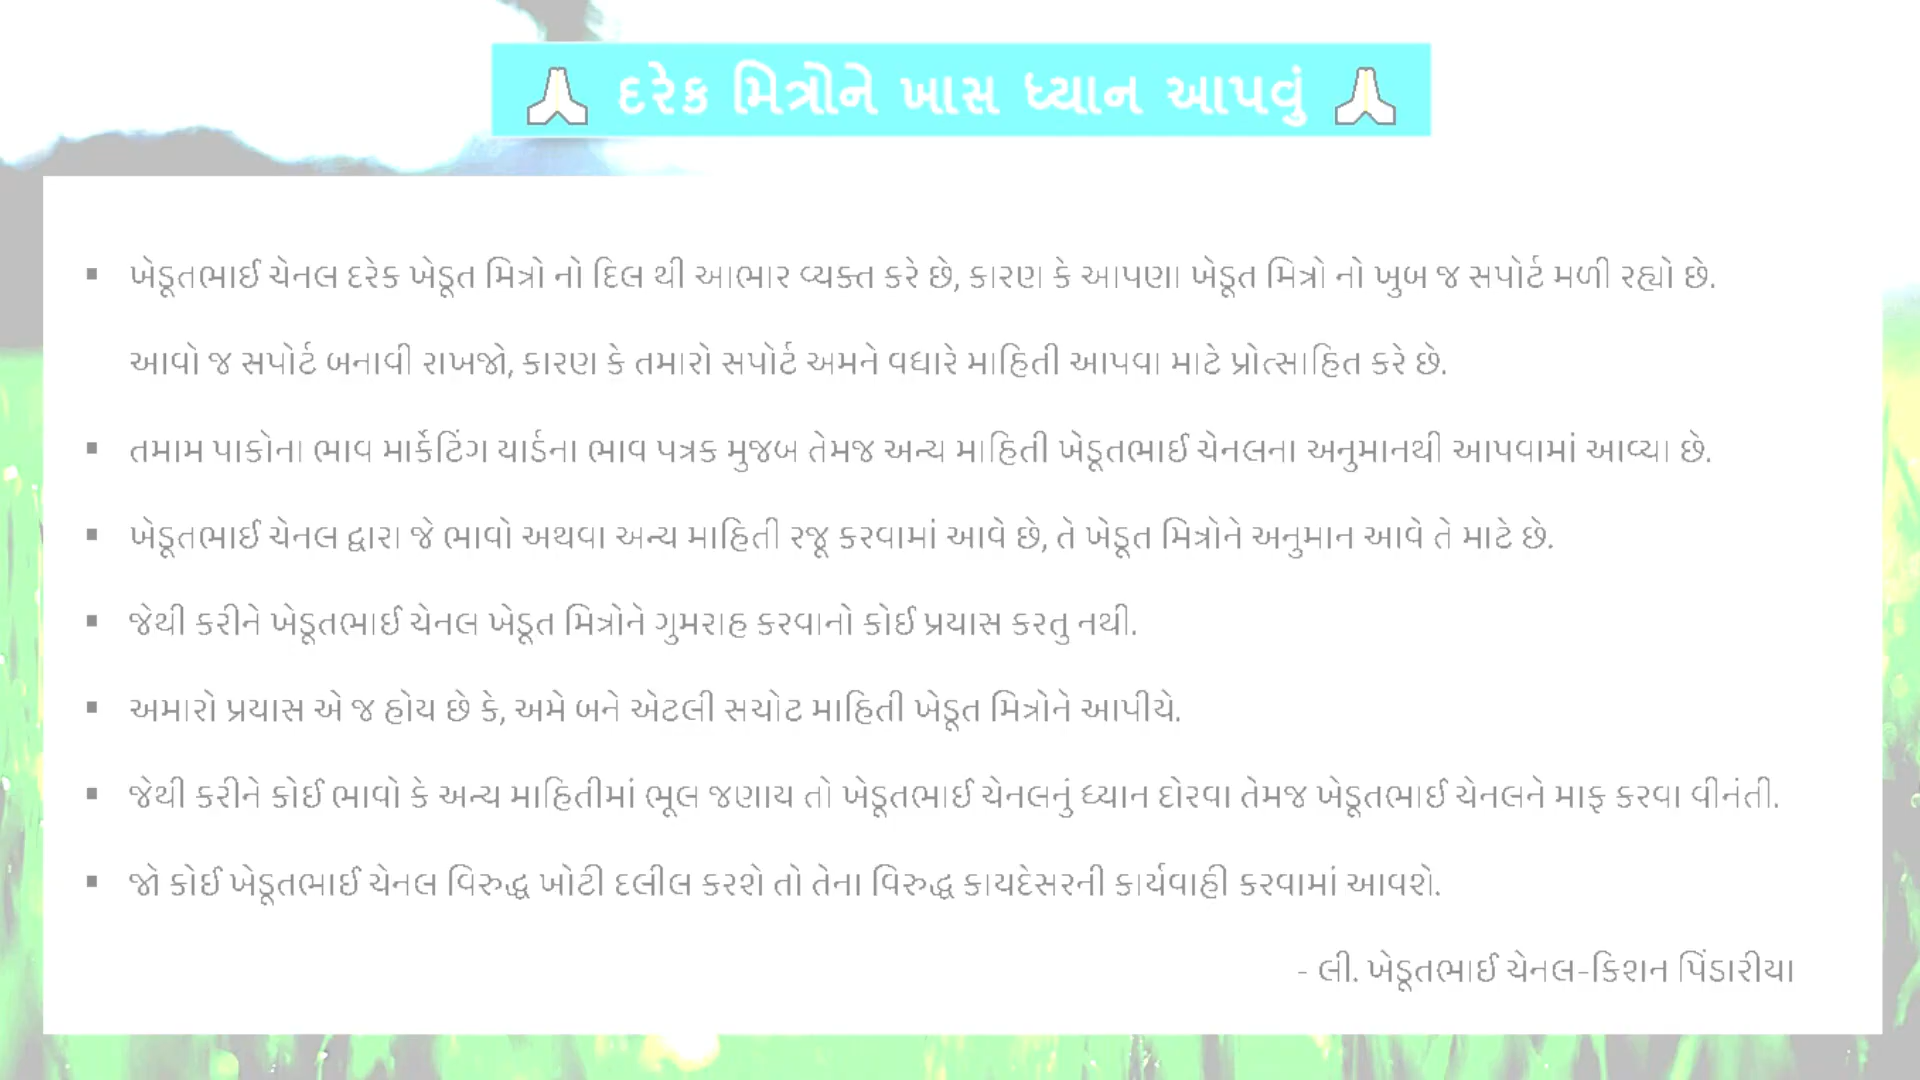 🙏 દરેક મિત્રોને ખાસ ધ્યાન આપવું 🙏
▪ ખેડૂતભાઈ ચેનલ દરેક ખેડૂત મિત્રો નો દિલ થી આભાર વ્યક્ત કરે છે, કારણ કે આપણા ખેડૂત મિત્રો નો ખુબ જ સપોર્ટ મળી રહ્યો છે.
આવો જ સપોર્ટ બનાવી રાખજો, કારણ કે તમારો સપોર્ટ અમને વધારે માહિતી આપવા માટે પ્રોત્સાહિત કરે છે.
▪ તમામ પાકોના ભાવ માર્કેટિંગ યાર્ડના ભાવ પત્રક મુજબ તેમજ અન્ય માહિતી ખેડૂતભાઈ ચેનલના અનુમાનથી આપવામાં આવ્યા છે.
▪ ખેડૂતભાઈ ચેનલ દ્વારા જે ભાવો અથવા અન્ય માહિતી રજૂ કરવામાં આવે છે, તે ખેડૂત મિત્રોને અનુમાન આવે તે માટે છે.
▪ જેથી કરીને ખેડૂતભાઈ ચેનલ ખેડૂત મિત્રોને ગુમરાહ કરવાનો કોઈ પ્રયાસ કરતુ નથી.
▪ અમારો પ્રયાસ એ જ હોય છે કે, અમે બને એટલી સચોટ માહિતી ખેડૂત મિત્રોને આપીયે.
▪ જેથી કરીને કોઈ ભાવો કે અન્ય માહિતીમાં ભૂલ જણાય તો ખેડૂતભાઈ ચેનલનું ધ્યાન દોરવા તેમજ ખેડૂતભાઈ ચેનલને માફ કરવા વીનંતી.
▪ જો કોઈ ખેડૂતભાઈ ચેનલ વિરુદ્ધ ખોટી દલીલ કરશે તો તેના વિરુદ્ધ કાયદેસરની કાર્યવાહી કરવામાં આવશે.
- લી. ખેડૂતભાઈ ચેનલ-કિશન પિંડારીયા